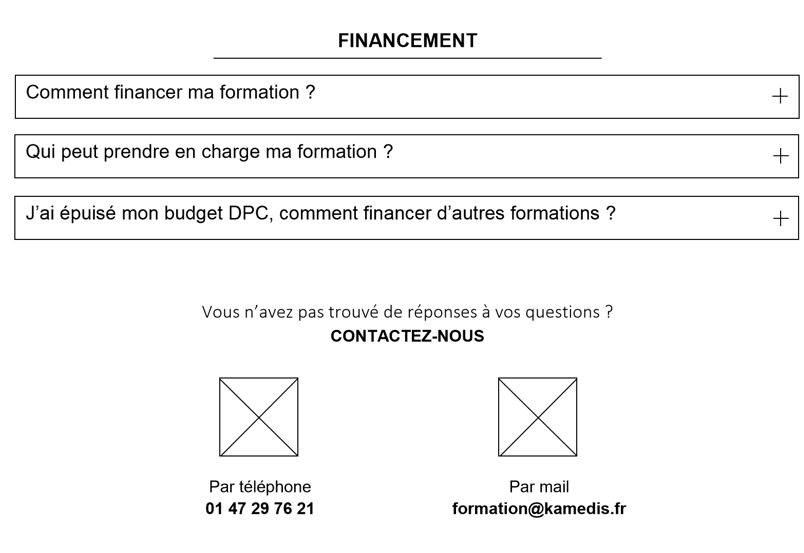 FINANCEMENT
Comment financer ma formation ?
Qui peut prendre en charge ma formation ?
J’ai épuisé mon budget DPC, comment financer d’autres formations ?
Vous n’avez pas trouvé de réponses à vos questions ?
CONTACTEZ-NOUS
Par téléphone
01 47 29 76 21
Par mail
formation@kamedis.fr